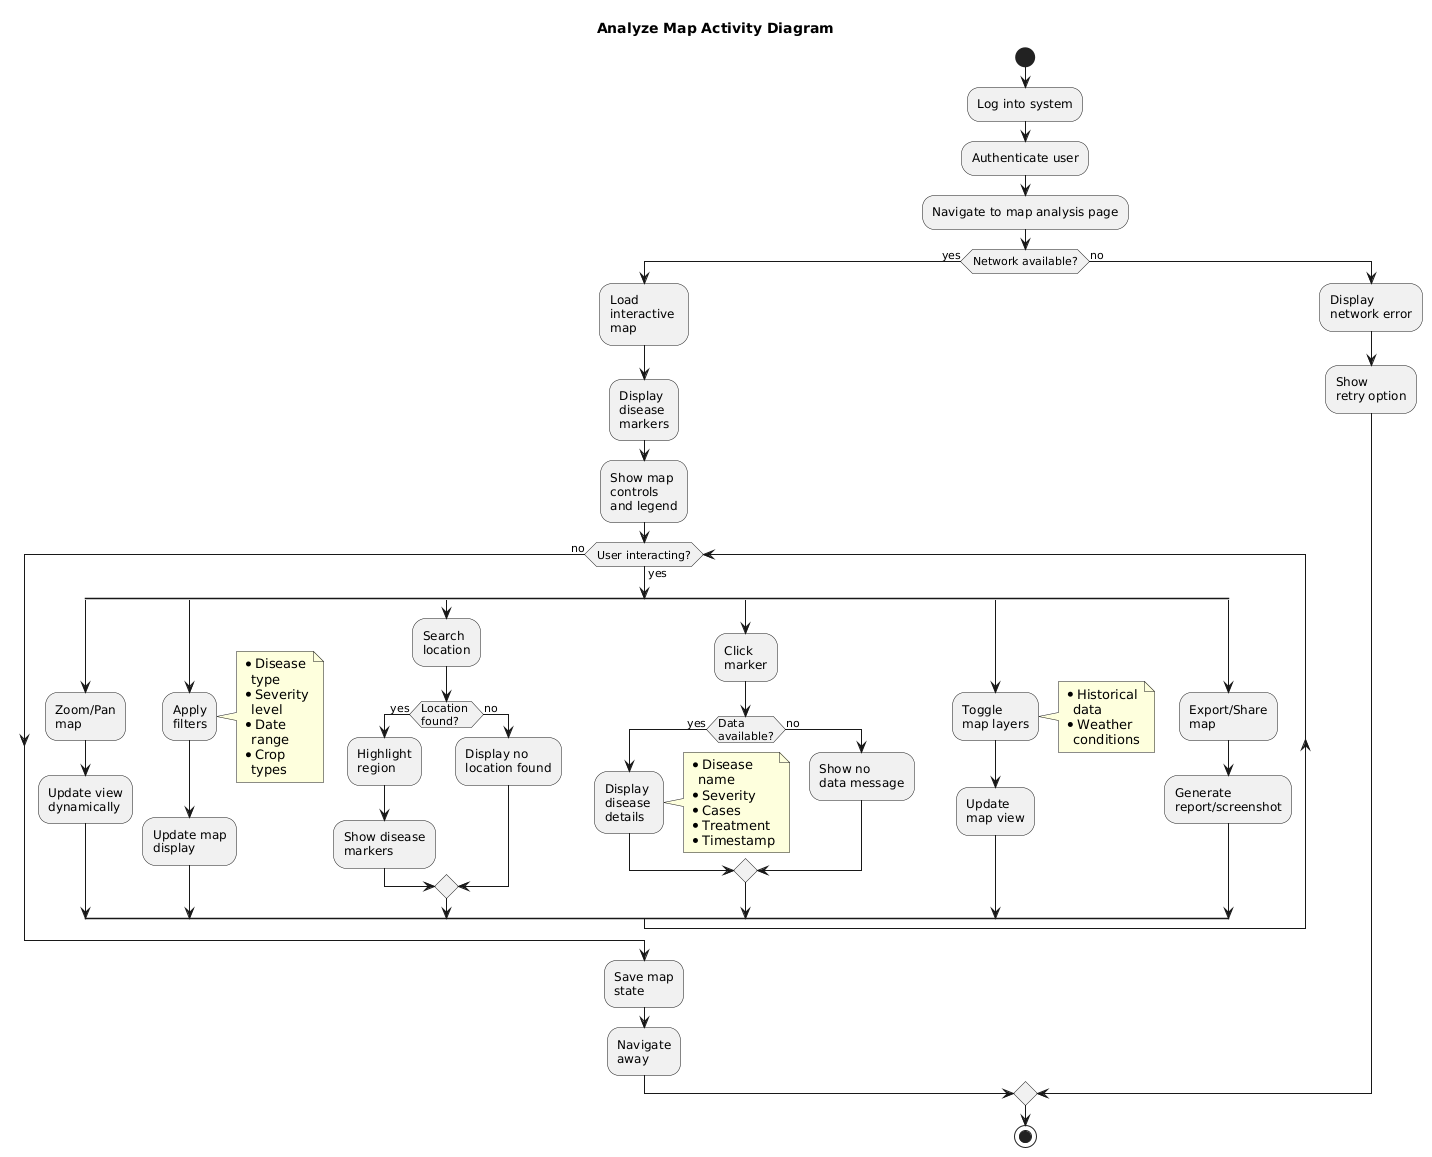 Analyze Map Activity Diagram
Log into system
Authenticate user
Navigate to map analysis page
yes
Network available?
no
Load
interactive
map
Display
network error
Display
disease
markers
Show
retry option
Show map
controls
and legend
no
User interacting?
yes
Zoom/Pan
map
Update view
dynamically
Apply
filters
• Disease
type
• Severity
level
• Date
range
• Crop
types
Update map
display
Search
location
yes
Location
found?
no
Highlight
region
Display no
location found
Show disease
markers
Click
marker
yes
Data
available?
no
Display
disease
details
• Disease
name
• Severity
• Cases
• Treatment
• Timestamp
Show no
data message
Toggle
map layers
• Historical
data
• Weather
conditions
Update
map view
Export/Share
map
Generate
report/screenshot
Save map
state
Navigate
away